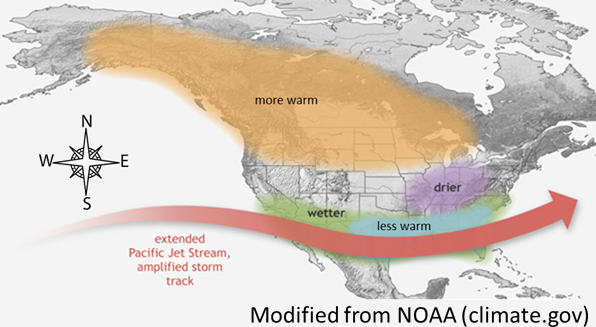 more warm
N
W
E
S
drier
wetter
less warm
extended
Pacific Jet Stream,
amplified storm
track
Modified from NOAA (climate.gov)